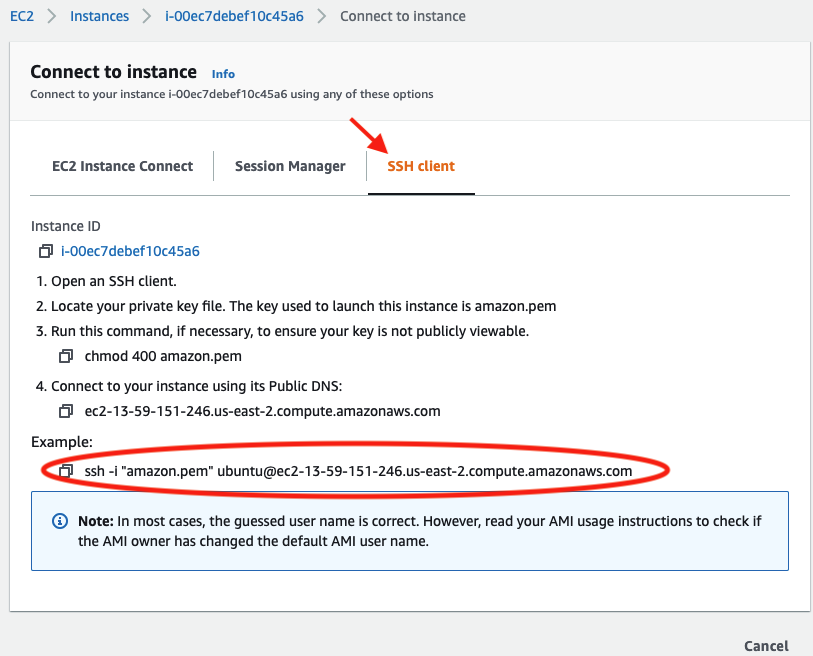 EC2 > Instances > i-00ec7debef10c45a6 > Connect to instance
Connect to instance Info
Connect to your instance i-00ec7debef10c45a6 using any of these options
EC2 Instance Connect Session Manager SSH client
Instance ID
i-00ec7debef10c45a6
1. Open an SSH client.
2. Locate your private key file. The key used to launch this instance is amazon.pem
3. Run this command, if necessary, to ensure your key is not publicly viewable.
chmod 400 amazon.pem
4. Connect to your instance using its Public DNS:
ec2-13-59-151-246.us-east-2.compute.amazonaws.com
Example:
ssh -i "amazon.pem" ubuntu@ec2-13-59-151-246.us-east-2.compute.amazonaws.com
Note: In most cases, the guessed user name is correct. However, read your AMI usage instructions to check if
the AMI owner has changed the default AMI user name.
Cancel